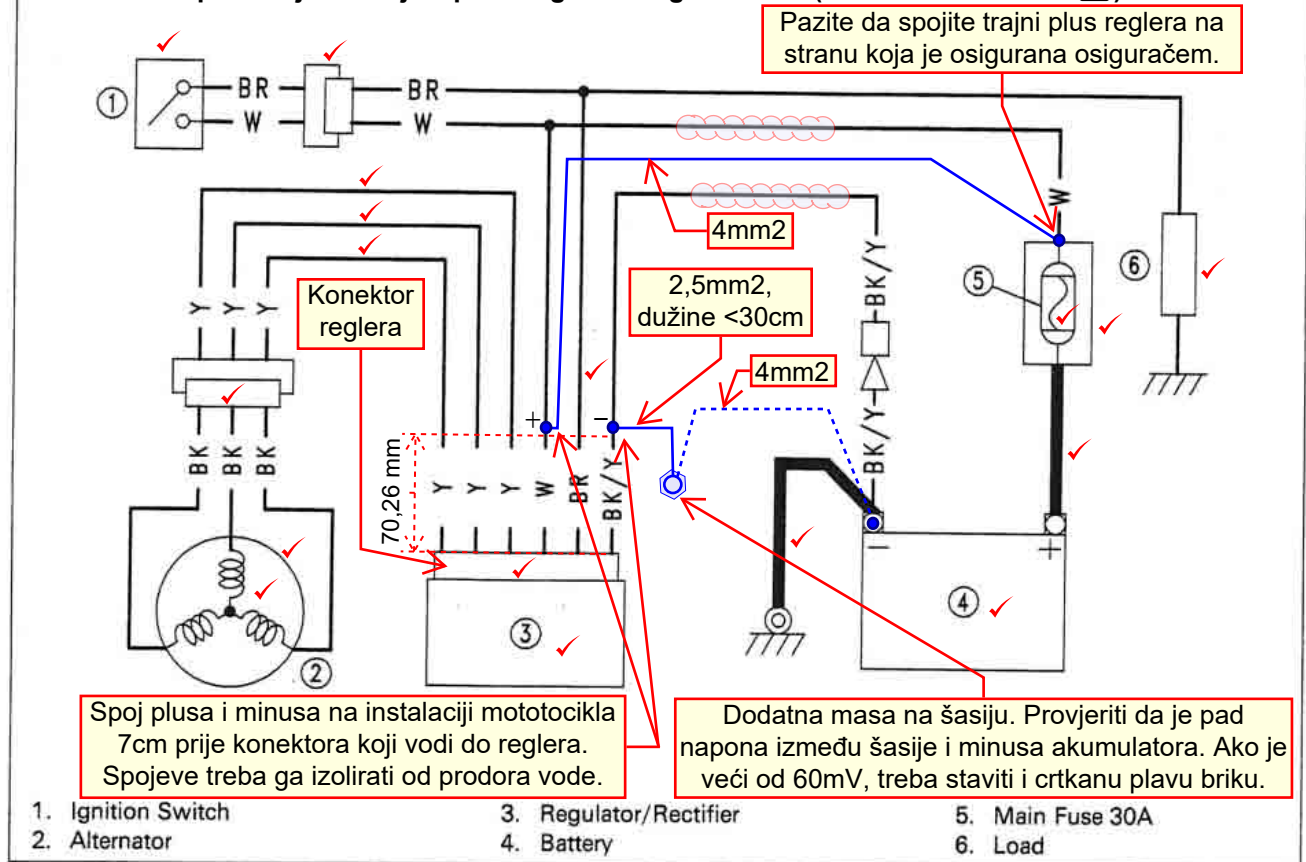 Pazite da spojite trajni plus reglera na
stranu koja je osigurana osiguračem.
1
BR
BR
W
W
W
4mm2
5
6
Konektor
reglera
2,5mm2,
dužine <30cm
BK/Y
4mm2
Y
Y
Y
+
−
BK
BK
BK
70,26 mm
Y
Y
Y
W
BR
BK/Y
BK/Y
−
+
3
4
2
Spoj plusa i minusa na instalaciji mototocikla
7cm prije konektora koji vodi do reglera.
Spojeve treba ga izolirati od prodora vode.
Dodatna masa na šasiju. Provjeriti da je pad
napona između šasije i minusa akumulatora. Ako je
veći od 60mV, treba staviti i crtkanu plavu briku.
1. Ignition Switch
2. Alternator
3. Regulator/Rectifier
4. Battery
5. Main Fuse 30A
6. Load